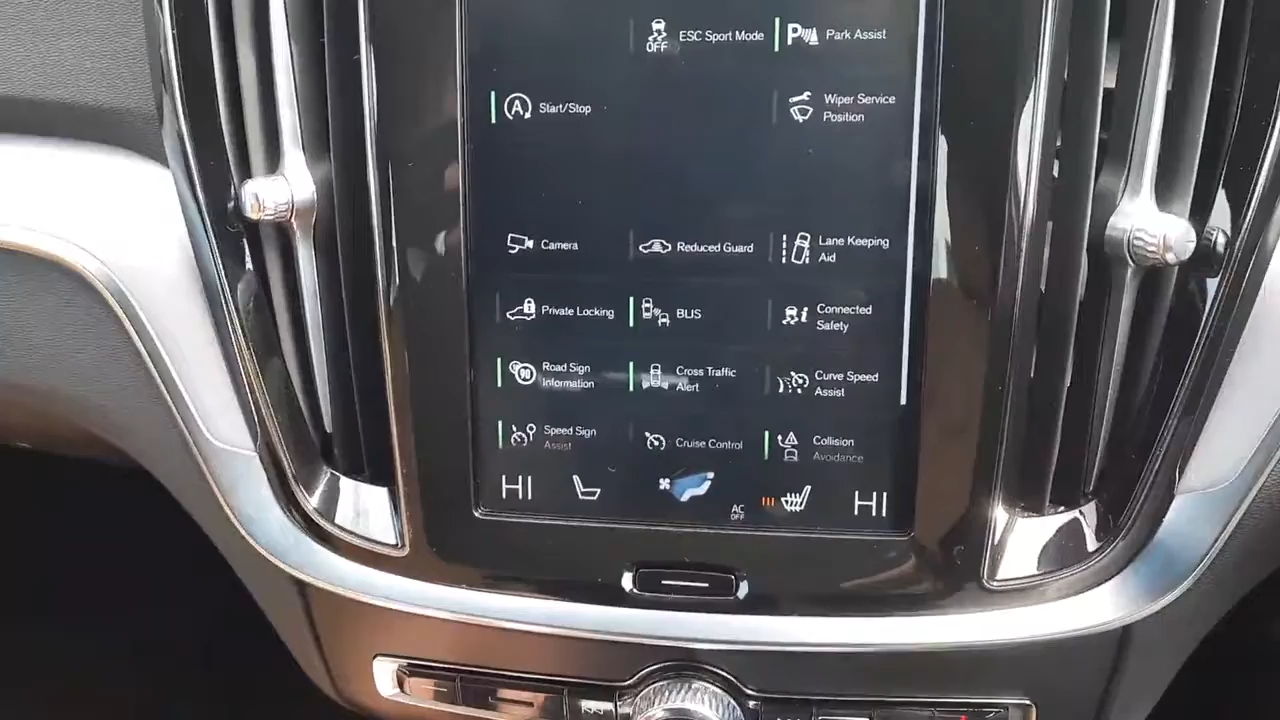 ESC Sport Mode
OFF
P Park Assist
A Start/Stop
Wiper Service
Position
Camera
Reduced Guard
Lane Keeping
Aid
Private Locking
BLIS
Connected
Safety
Road Sign
Information
90
Cross Traffic
Alert
Curve Speed
Assist
Speed Sign
Assist
Cruise Control
Collision
Avoidance
HI
AC
OFF
HI